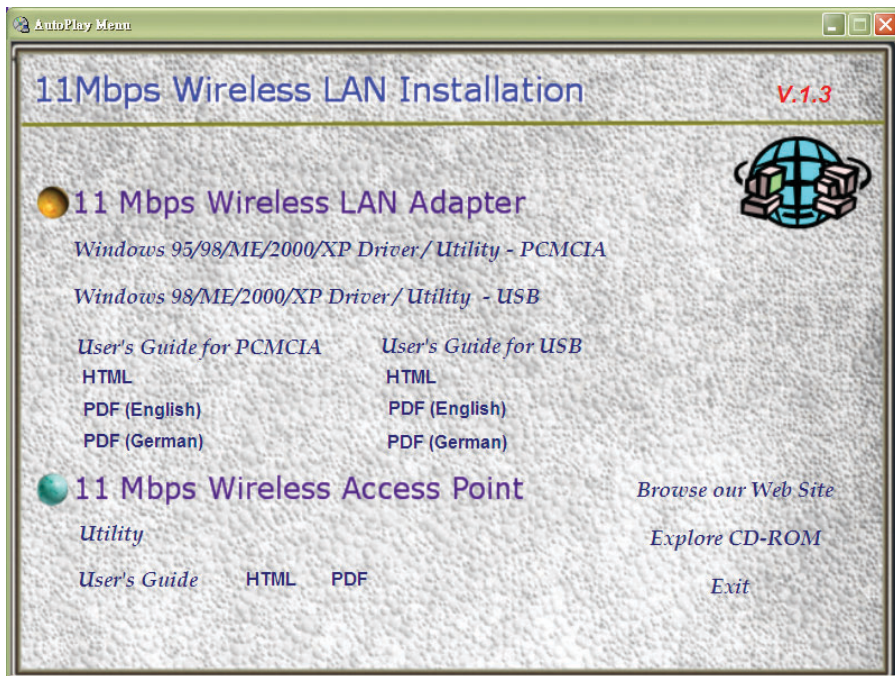 AutoPlay Menu
11Mbps Wireless LAN Installation V.1.3
11 Mbps Wireless LAN Adapter
Windows 95/98/ME/2000/XP Driver / Utility - PCMCIA
Windows 98/ME/2000/XP Driver / Utility - USB
User's Guide for PCMCIA User's Guide for USB
HTML HTML
PDF (English) PDF (English)
PDF (German) PDF (German)
11 Mbps Wireless Access Point
Browse our Web Site
Utility
Explore CD-ROM
User's Guide HTML PDF
Exit